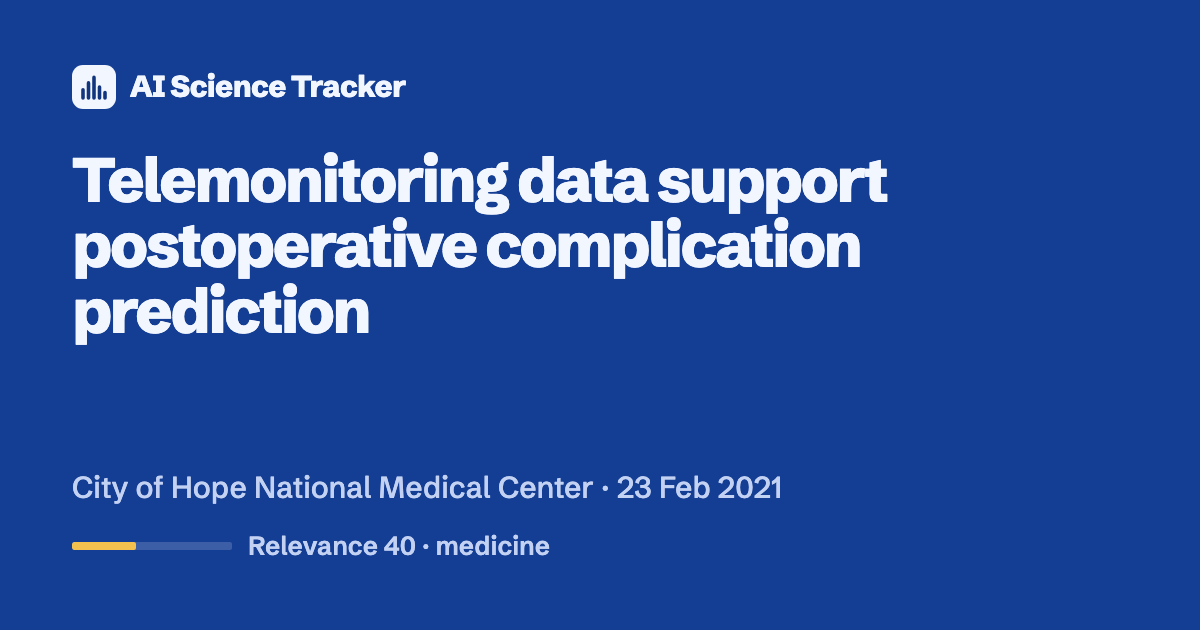 AI Science Tracker
Telemonitoring data support
postoperative complication
prediction
City of Hope National Medical Center · 23 Feb 2021
Relevance 40 · medicine